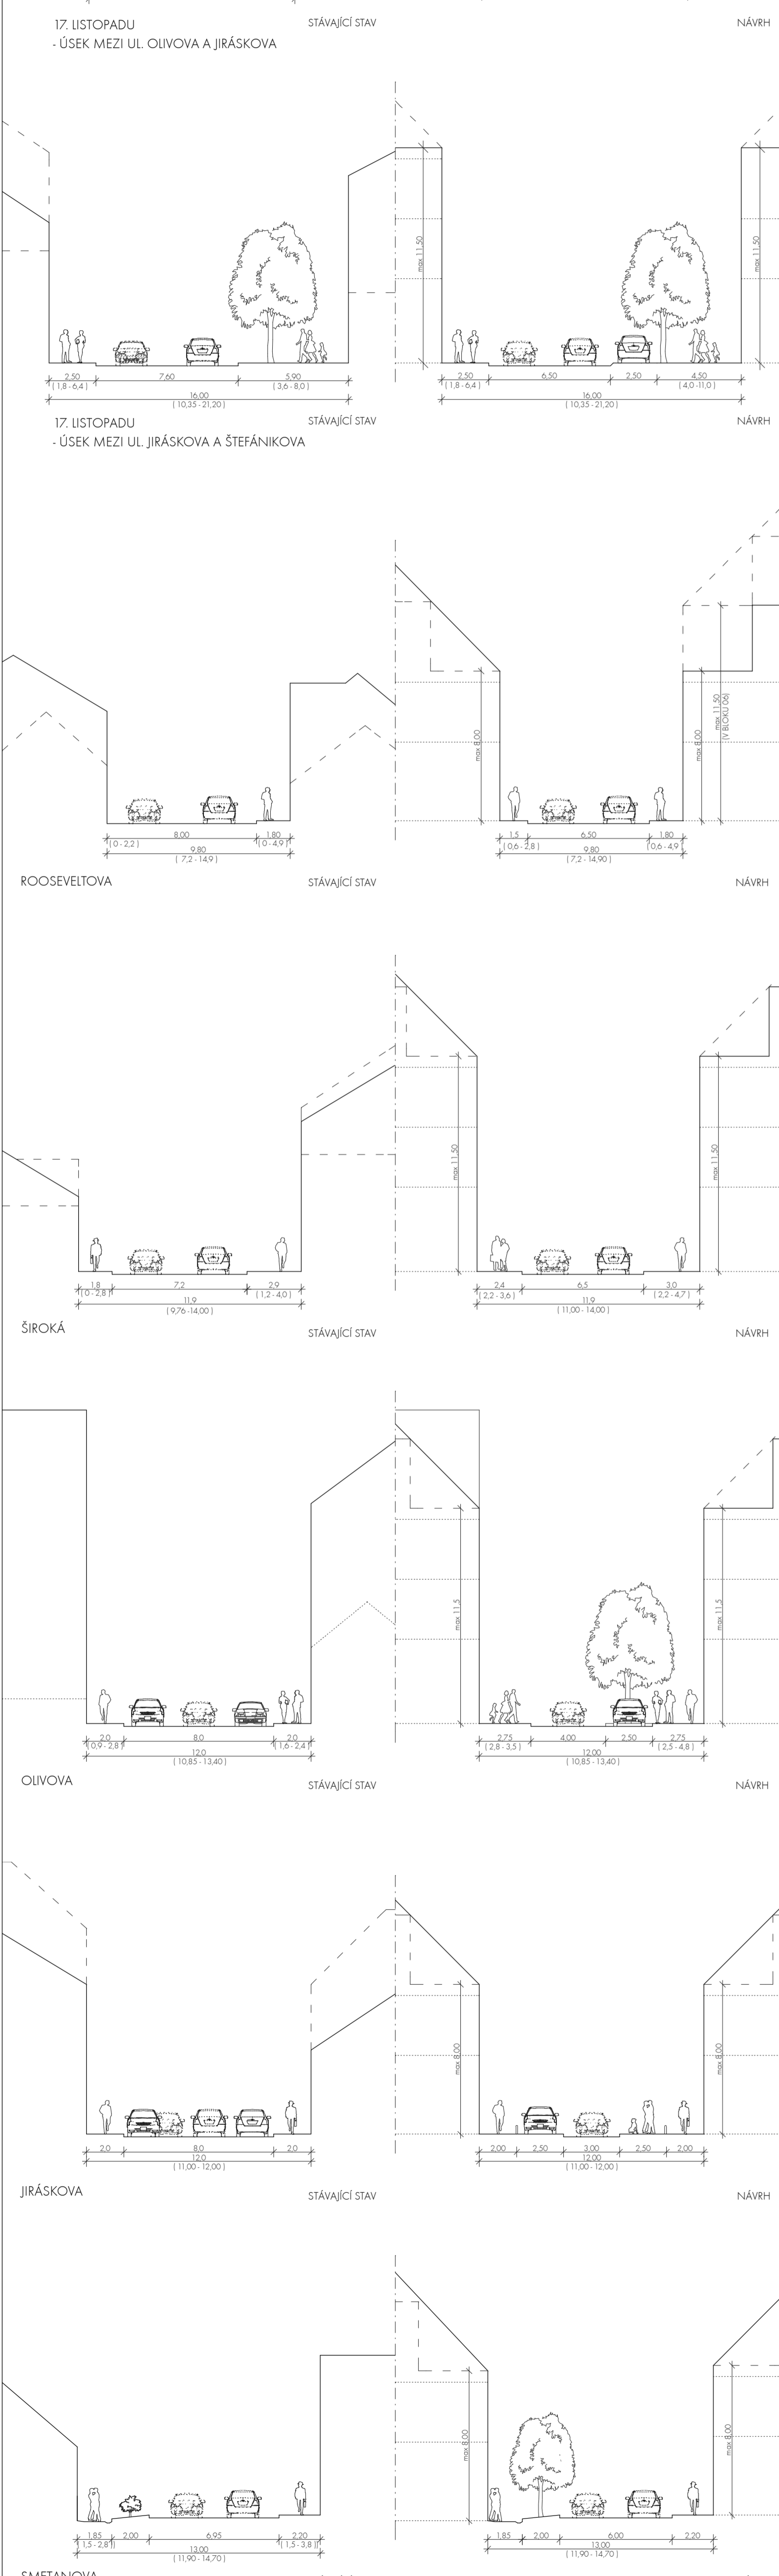 17. LISTOPADU
STÁVAJÍCÍ STAV
NÁVRH
- ÚSEK MEZI UL. OLIVOVA A JIRÁSKOVA
max 11,50
max 11,50
2,50
7,60
5,90
( 1,8 - 6,4 )
( 3,6 - 8,0 )
16,00
( 10,35 - 21,20 )
2,50
6,50
2,50
4,50
( 1,8 - 6,4 )
( 4,0 -11,0 )
16,00
( 10,35 - 21,20 )
17. LISTOPADU
STÁVAJÍCÍ STAV
NÁVRH
- ÚSEK MEZI UL. JIRÁSKOVA A ŠTEFÁNIKOVA
max 8,00
max 8,00
max 11,50
(V BLOKU 06)
8,00
1,80
( 0 - 2,2 )
( 0 - 4,9 )
9,80
( 7,2 - 14,9 )
1,5
6,50
1,80
( 0,6 - 2,8 )
( 0,6 - 4,9 )
9,80
( 7,2 - 14,90 )
ROOSEVELTOVA
STÁVAJÍCÍ STAV
NÁVRH
max 11,50
max 11,50
1,8
7,2
2,9
( 0 - 2,8 )
( 1,2 - 4,0 )
11,9
( 9,76 -14,00 )
2,4
6,5
3,0
( 2,2 - 3,6 )
( 2,2 - 4,7 )
11,9
( 11,00 - 14,00 )
ŠIROKÁ
STÁVAJÍCÍ STAV
NÁVRH
max 11,5
max 11,5
2,0
8,0
2,0
( 0,9 - 2,8 )
( 1,6 - 2,4 )
12,0
( 10,85 - 13,40 )
2,75
4,00
2,50
2,75
( 2,8 - 3,5 )
( 2,5 - 4,8 )
12,00
( 10,85 - 13,40 )
OLIVOVA
STÁVAJÍCÍ STAV
NÁVRH
max 8,00
max 8,00
2,0
8,0
2,0
12,0
( 11,00 - 12,00 )
2,00
2,50
3,00
2,50
2,00
12,00
( 11,00 - 12,00 )
JIRÁSKOVA
STÁVAJÍCÍ STAV
NÁVRH
max 8,00
max 8,00
1,85
2,00
6,95
2,20
( 1,5 - 2,8 )
( 1,5 - 3,8 )
13,00
( 11,90 - 14,70 )
1,85
2,00
6,00
2,20
13,00
( 11,90 - 14,70 )
SMETANOVA